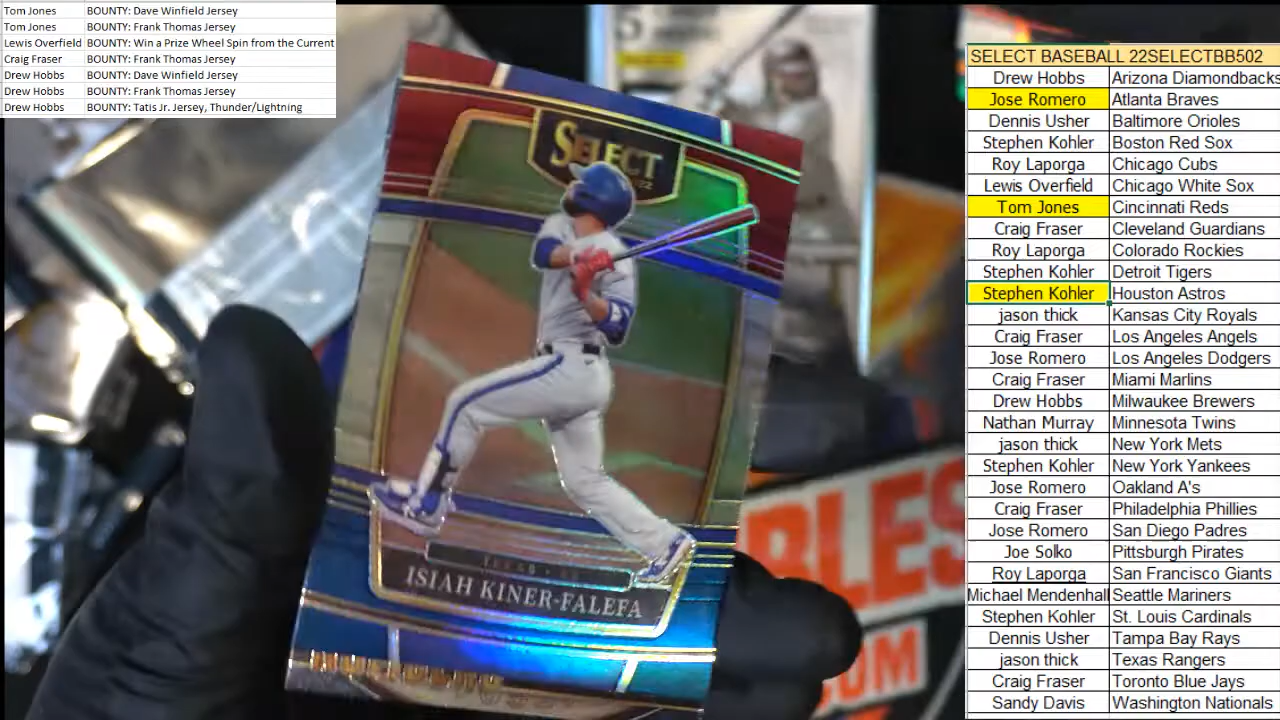 Tom Jones BOUNTY: Dave Winfield Jersey
Tom Jones BOUNTY: Frank Thomas Jersey
Lewis Overfield BOUNTY: Win a Prize Wheel Spin from the Current
Craig Fraser BOUNTY: Frank Thomas Jersey
Drew Hobbs BOUNTY: Dave Winfield Jersey
Drew Hobbs BOUNTY: Frank Thomas Jersey
Drew Hobbs BOUNTY: Tatis Jr. Jersey, Thunder/Lightning
SELECT
ISIAH KINER-FALEFA
SELECT BASEBALL 22SELECTBB502
Drew Hobbs Arizona Diamondbacks
Jose Romero Atlanta Braves
Dennis Usher Baltimore Orioles
Stephen Kohler Boston Red Sox
Roy Laporga Chicago Cubs
Lewis Overfield Chicago White Sox
Tom Jones Cincinnati Reds
Craig Fraser Cleveland Guardians
Roy Laporga Colorado Rockies
Stephen Kohler Detroit Tigers
Stephen Kohler Houston Astros
jason thick Kansas City Royals
Craig Fraser Los Angeles Angels
Jose Romero Los Angeles Dodgers
Craig Fraser Miami Marlins
Drew Hobbs Milwaukee Brewers
Nathan Murray Minnesota Twins
jason thick New York Mets
Stephen Kohler New York Yankees
Jose Romero Oakland A's
Craig Fraser Philadelphia Phillies
Jose Romero San Diego Padres
Joe Solko Pittsburgh Pirates
Roy Laporga San Francisco Giants
Michael Mendenhall Seattle Mariners
Stephen Kohler St. Louis Cardinals
Dennis Usher Tampa Bay Rays
jason thick Texas Rangers
Craig Fraser Toronto Blue Jays
Sandy Davis Washington Nationals